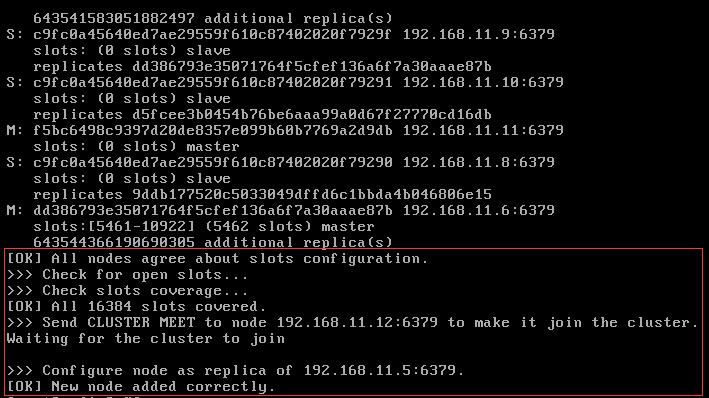 643541583051882497 additional replica(s)
S: c9fc0a45640ed7ae29559f610c87402020f7929f 192.168.11.9:6379
slots: (0 slots) slave
replicates dd386793e35071764f5cfef136a6f7a30aaae87b
S: c9fc0a45640ed7ae29559f610c87402020f79291 192.168.11.10:6379
slots: (0 slots) slave
replicates d5fcee3b0454b76be6aaa99a0d67f27770cd16db
M: f5bc6498c9397d20de8357e099b60b7769a2d9db 192.168.11.11:6379
slots: (0 slots) master
S: c9fc0a45640ed7ae29559f610c87402020f79290 192.168.11.8:6379
slots: (0 slots) slave
replicates 9ddb177520c5033049dffd6c1bbda4b046806e15
M: dd386793e35071764f5cfef136a6f7a30aaae87b 192.168.11.6:6379
slots:[5461-10922] (5462 slots) master
643544366190690305 additional replica(s)
[OK] All nodes agree about slots configuration.
>>> Check for open slots...
>>> Check slots coverage...
[OK] All 16384 slots covered.
>>> Send CLUSTER MEET to node 192.168.11.12:6379 to make it join the cluster.
Waiting for the cluster to join
>>> Configure node as replica of 192.168.11.5:6379.
[OK] New node added correctly.